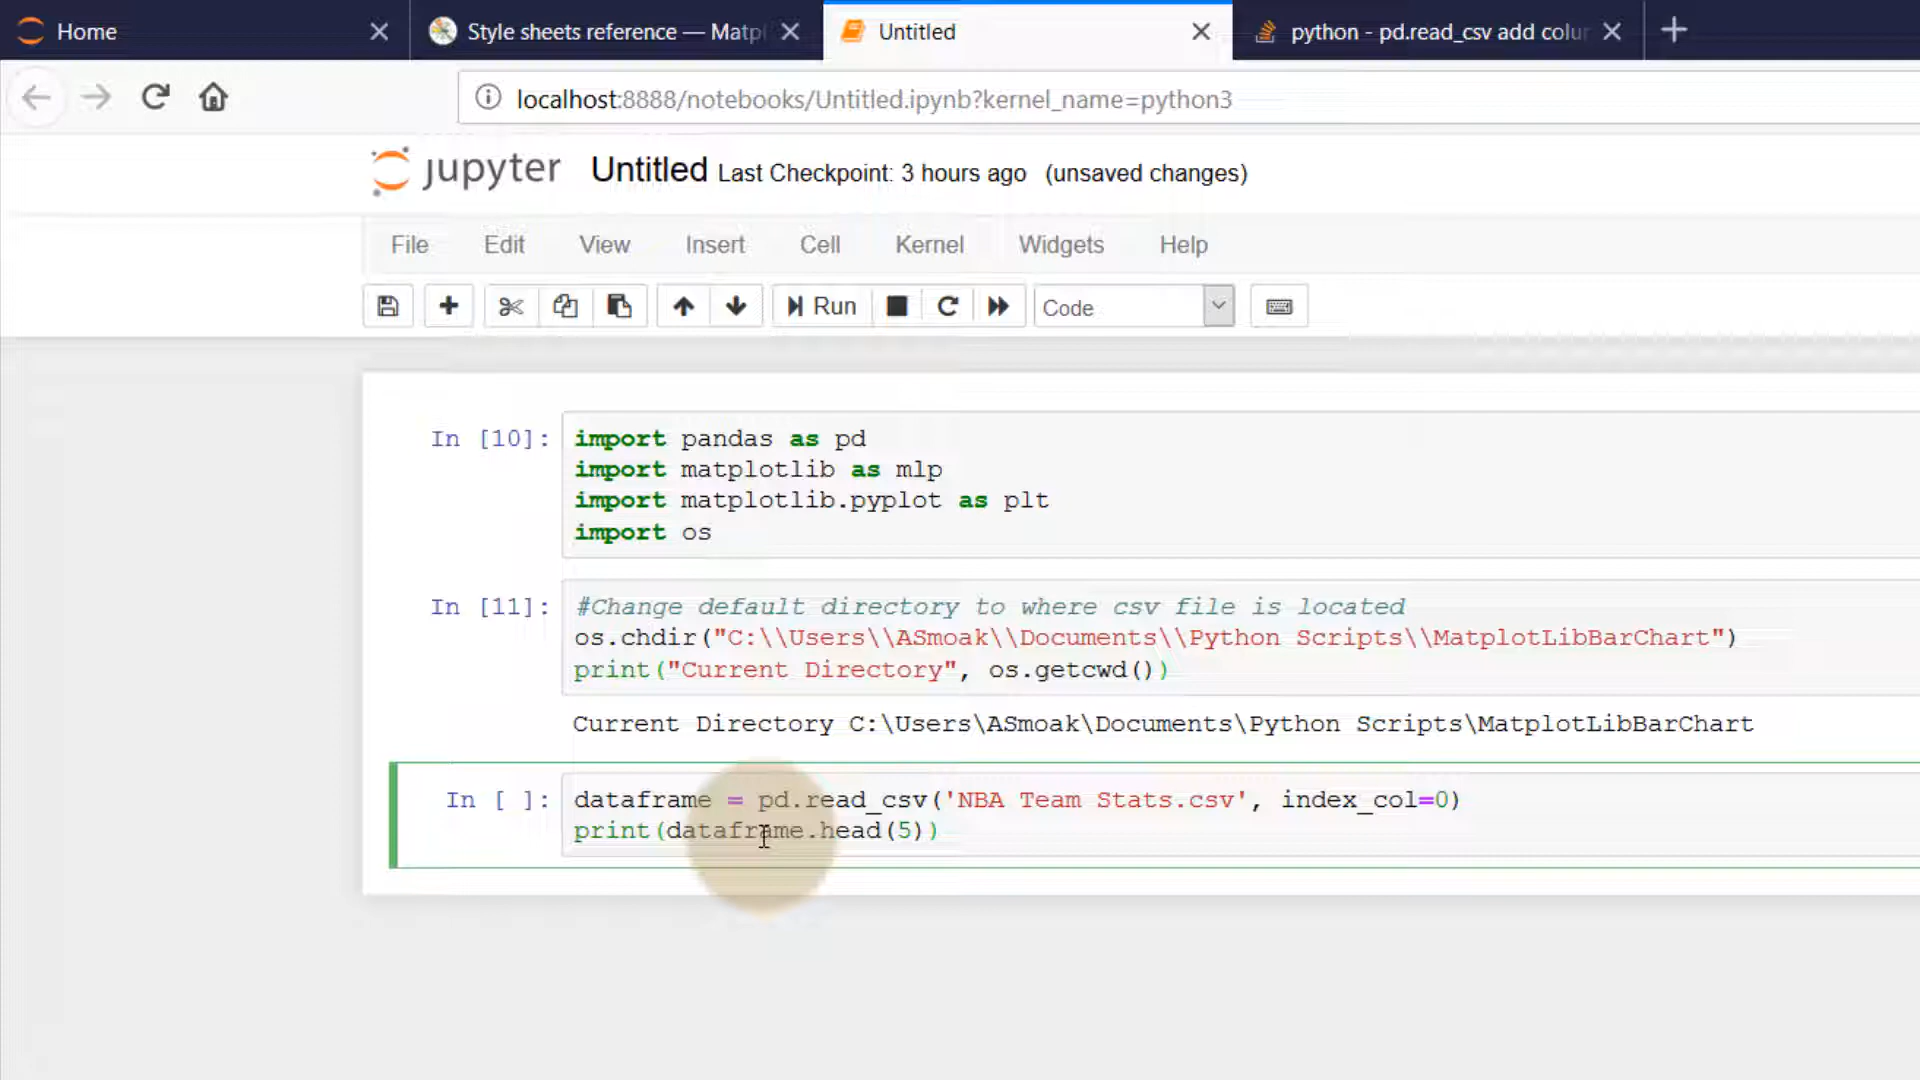 Home
Style sheets reference — Matpl
Untitled
python - pd.read_csv add colu
localhost:8888/notebooks/Untitled.ipynb?kernel_name=python3
jupyter Untitled Last Checkpoint: 3 hours ago (unsaved changes)
File Edit View Insert Cell Kernel Widgets Help
Run Code
In [10]: import pandas as pd
import matplotlib as mlp
import matplotlib.pyplot as plt
import os
In [11]: #Change default directory to where csv file is located
os.chdir("C:\\Users\\ASmoak\\Documents\\Python Scripts\\MatplotLibBarChart")
print("Current Directory", os.getcwd())
Current Directory C:\Users\ASmoak\Documents\Python Scripts\MatplotLibBarChart
In [ ]: dataframe = pd.read_csv('NBA Team Stats.csv', index_col=0)
print(dataframe.head(5))